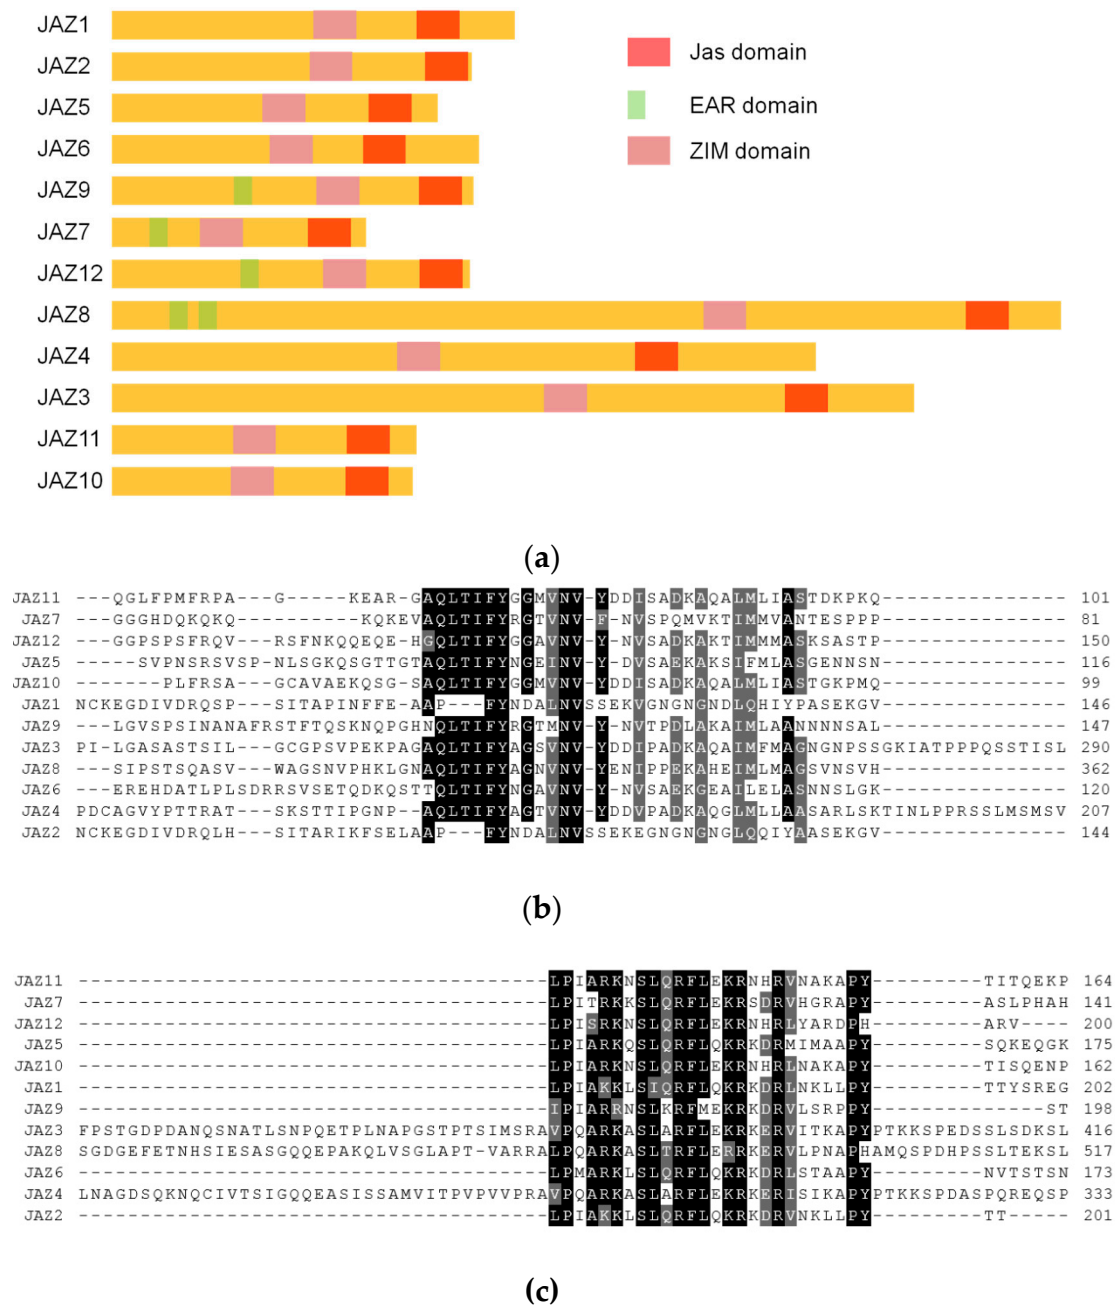 JAZ1
JAZ2
JAZ5
JAZ6
JAZ9
JAZ7
JAZ12
JAZ8
JAZ4
JAZ3
JAZ11
JAZ10
Jas domain
EAR domain
ZIM domain
(a)
JAZ11 ---QGLFPMFRPA---G-----KEAR-GAQLTIFYGGMVNV-YDDISADKAQALMLIASTDKPKQ--------------- 101
JAZ7 ---GGGHDQKQKQ----------KQKEVAQLTIFYRGTVNV-FNVSPQMVKTIMMVANTESPPP--------------- 81
JAZ12 ---GGPSPSFRQV---RSFNKQQEQE-HGQLTIFYGGAVNV-YNVSADKAKTIMMMASKSASTP--------------- 150
JAZ5 -----SVPNSRSVSP-NLSGKQSGTTGTAQLTIFYNGEINV-YDVSAEKAKSIFMLASGENNSN--------------- 116
JAZ10 -------PLFRSA---GCAVAEKQSG-SAQLTIFYGGMVNV-YDDISADKAQALMLIASTGKPMQ--------------- 99
JAZ1 NCKEGDIVDRQSP---SITAPINFFE-AAP---FYNDALNVSSEKVGNGNGNDLQHIYPASEKGV--------------- 146
JAZ9 ---LGVSPSINANAFRSTFTQSKNQPGHNQLTIFYRGTMNV-YNVTPDLAKAIMLAANNNNSAL--------------- 147
JAZ3 PI-LGASASTSIL---GCGPSVPEKPAGAQLTIFYAGSVNV-YDDIPADKAQAIMFMAGNGNPSSGKIATPPPQSSTISL 290
JAZ8 ---SIPSTSQASV---WAGSNVPHKLGNAQLTIFYAGNVNV-YENIPPEKAHEIMLMAGSVNSVH--------------- 362
JAZ6 ---EREHDATLPLSDRRSVSETQDKQSTTQLTIFYNGAVNV-YNVSAEKGEAILELASNNSLGK--------------- 120
JAZ4 PDCAGVYPTTRAT---SKSTTIPGNP-AQLTIFYAGTVNV-YDDVPADKAQGLMLLAASARLSKTINLPPRSSLMSMSV 207
JAZ2 NCKEGDIVDRQLH---SITARIKFSELAAP---FYNDALNVSSEKEGNGNGNGLQQIYAASEKGV--------------- 144
(b)
JAZ11 --------------------------------------LPIARKNSLQRFLEKRNHRVNAKAPY---------TITQEKP 164
JAZ7 --------------------------------------LPITRKKSLQRFLEKRSDRVHGRAPY---------ASLPHAH 141
JAZ12 --------------------------------------LPISRKNSLQRFLEKRNHRLYARDPH---------ARV---- 200
JAZ5 --------------------------------------LPIARKQSLQRFLQKRKDRMIMAAPY---------SQKEQGK 175
JAZ10 --------------------------------------LPIARKNSLQRFLEKRNHRLNAKAPY---------TISQENP 162
JAZ1 --------------------------------------LPIAKKLSIQRFLQKRKDRLNKLLPY---------TTYSREG 202
JAZ9 --------------------------------------IPIARRNSLKRFMEKRKDRVLSRPPY--------------ST 198
JAZ3 FPSTGDPDANQSNATLSNPQETPLNAPGSTPTSIMSRAVPQARKASLARFLEKRKERVITKAPYPTKKSPEDSSLSDKSL 416
JAZ8 SGDGEFETNHSIESASGQQEPAKQLVSGLAPT-VARRALPQARKASLTRFLERRKERVLPNAPHAMQSPDHPSSLTEKSL 517
JAZ6 --------------------------------------LPMARKLSLQRFLQKRKDRLSTAAPY---------NVTSTSN 173
JAZ4 LNAGDSQKNQCIVTSIGQQEASISSAMVITPVPVVPRAVPQARKASLARFLEKRKERISIKAPYPTKKSPDASPQREQSP 333
JAZ2 --------------------------------------LPIAKKLSLQRFLQKRKDRVNKLLPY---------TT----- 201
(c)